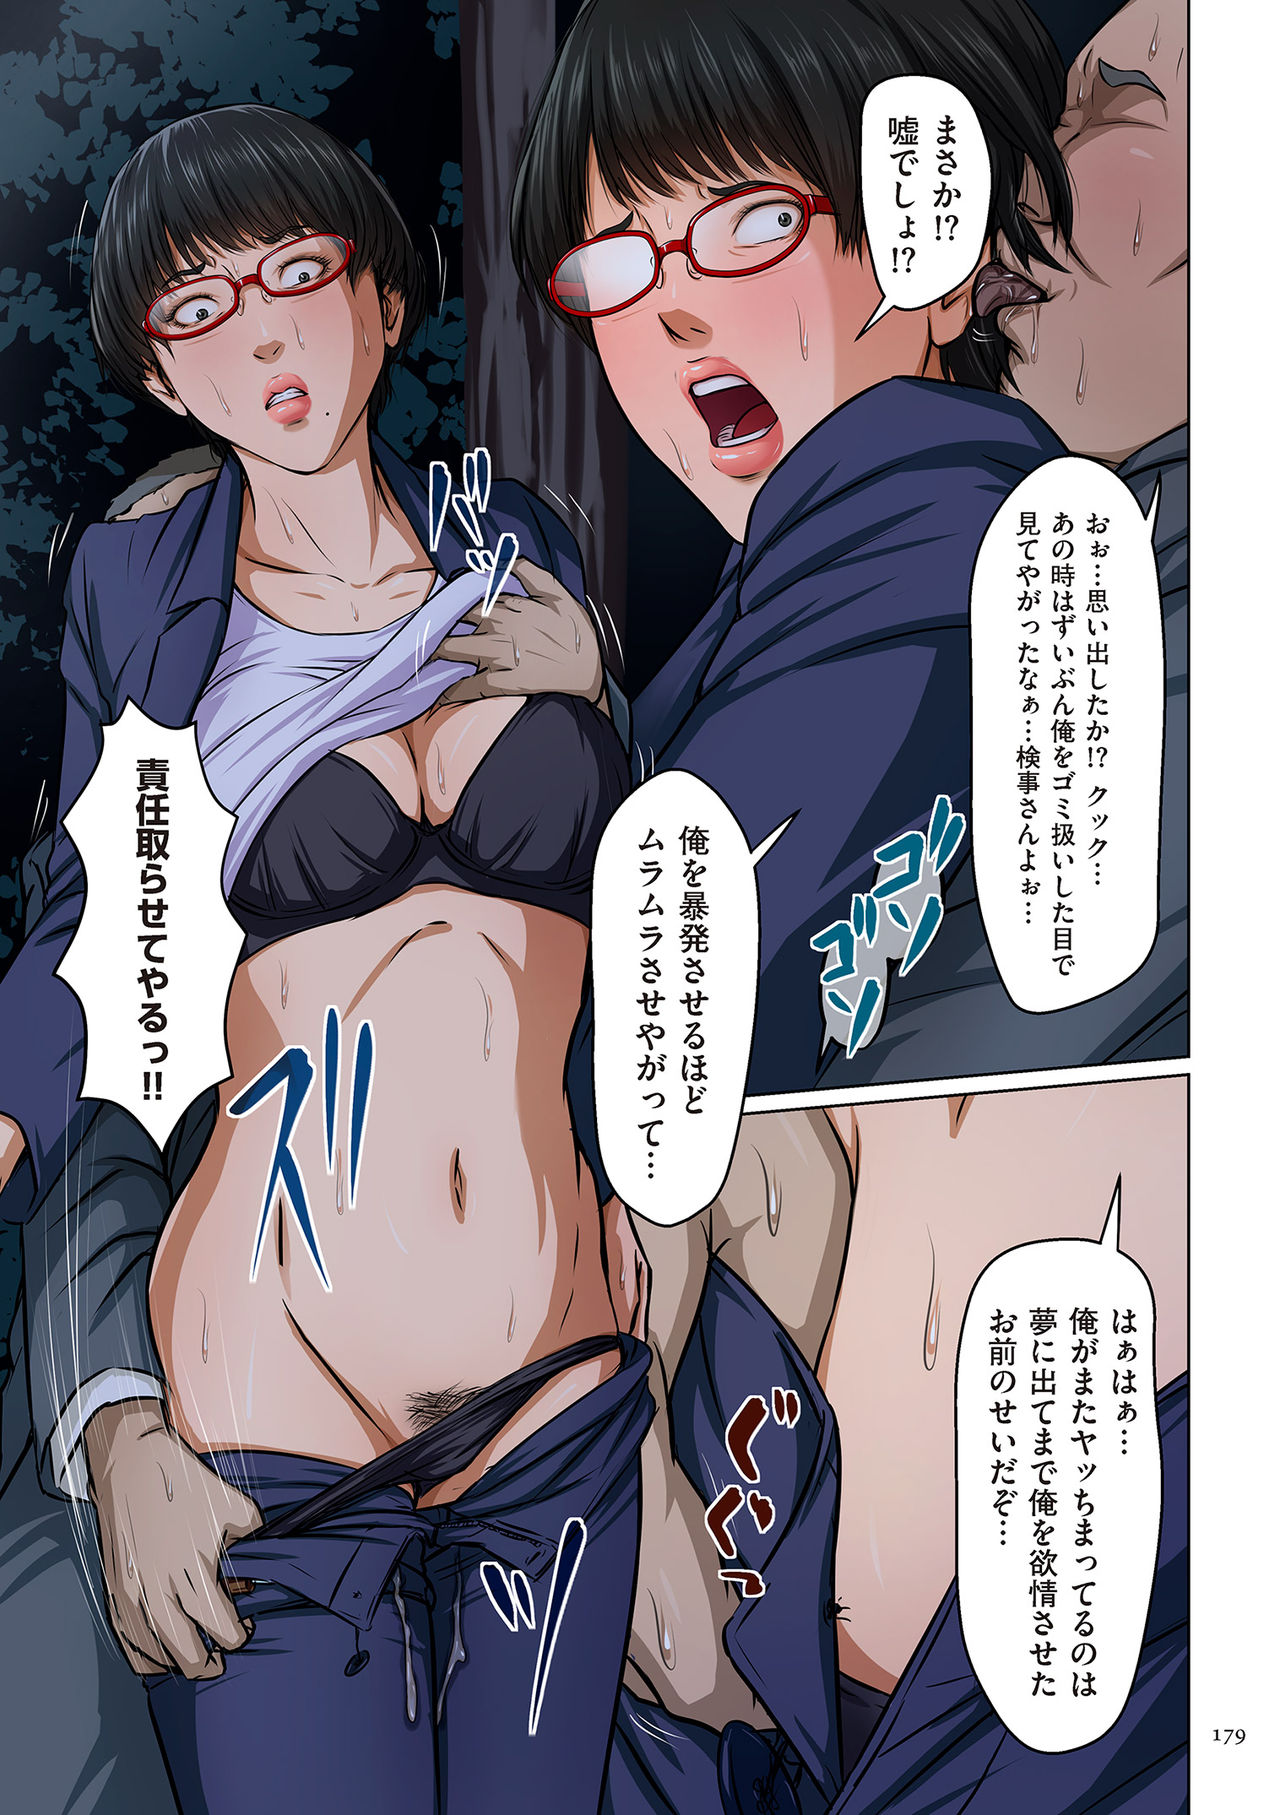 まさか!?
嘘でしょ!?
おぉ…思い出したか!? クック…
あの時はずいぶん俺をゴミ扱いした目で
見てやがったなぁ…検事さんよぉ…
ゴソ
ゴソ
バッ
俺を暴発させるほど
ムラムラさせやがって…
責任取らせてやるっ!!
ズリ
ズリッ
はぁはぁ…
俺がまたヤッちまってるのは
夢に出てまで俺を欲情させた
お前のせいだぞ…
ぐぐ
179